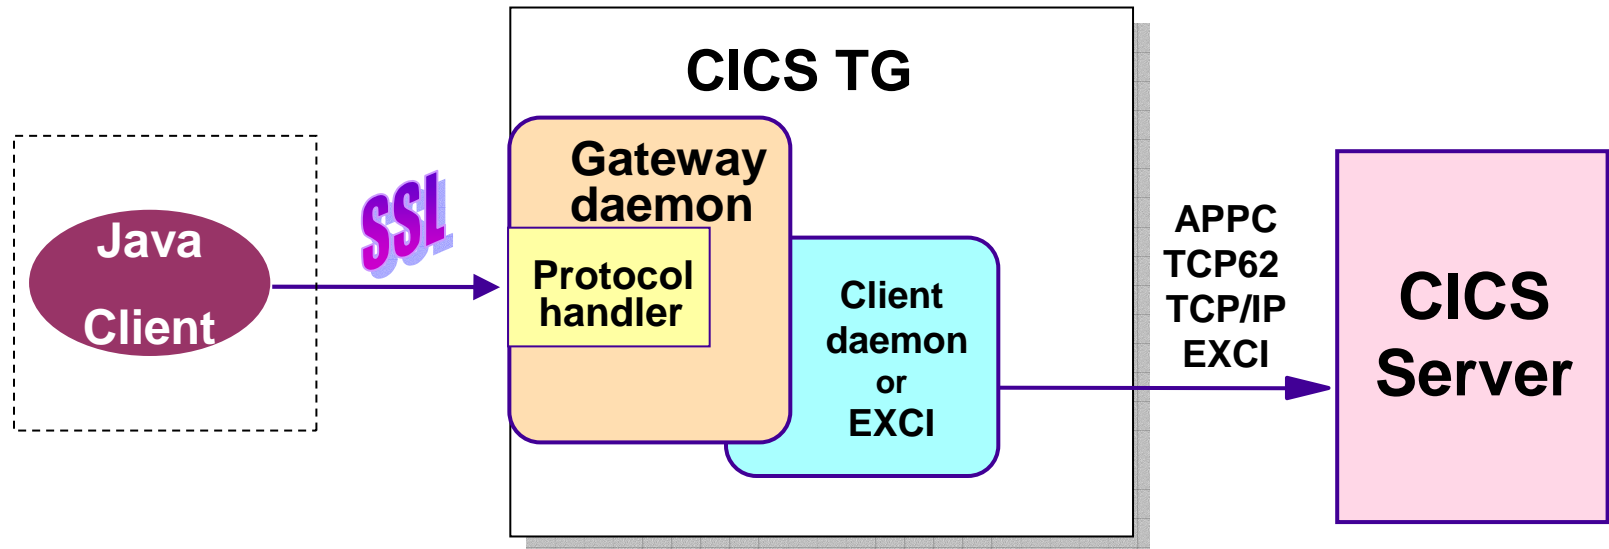 CICS TG
Java
Client
SSL
Gateway
daemon
Protocol
handler
Client
daemon
or
EXCI
APPC
TCP62
TCP/IP
EXCI
CICS
Server